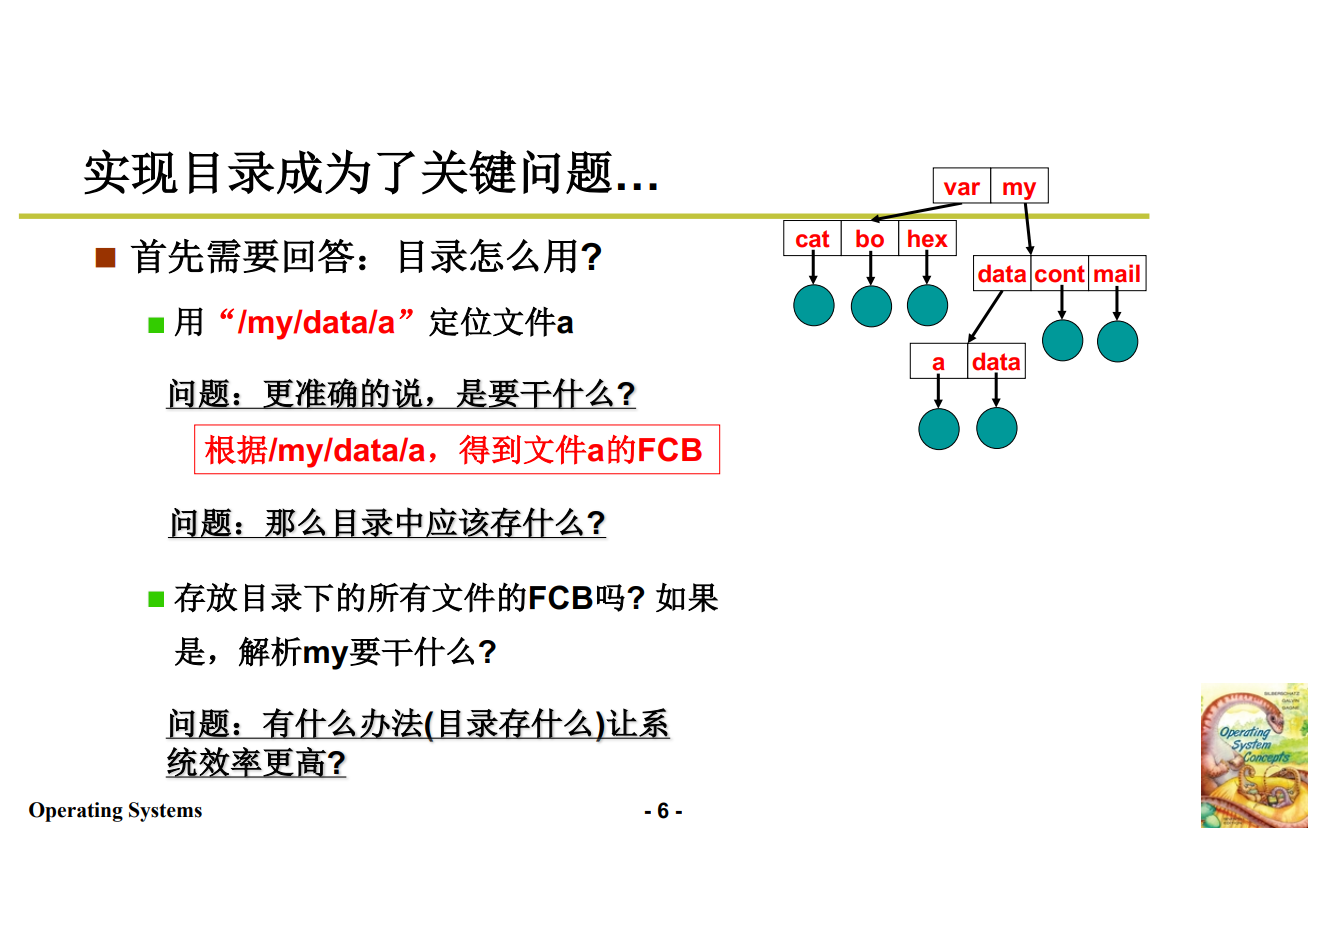 实现目录成为了关键问题…
var my
cat bo hex
data cont mail
a data
首先需要回答：目录怎么用?
用“/my/data/a”定位文件a
问题：更准确的说，是要干什么?
根据/my/data/a，得到文件a的FCB
问题：那么目录中应该存什么?
存放目录下的所有文件的FCB吗? 如果
是，解析my要干什么?
问题：有什么办法(目录存什么)让系
统效率更高?
SILBERSCHATZ
GALVIN
GAGNE
Operating
System
Concepts
Operating Systems
- 6 -